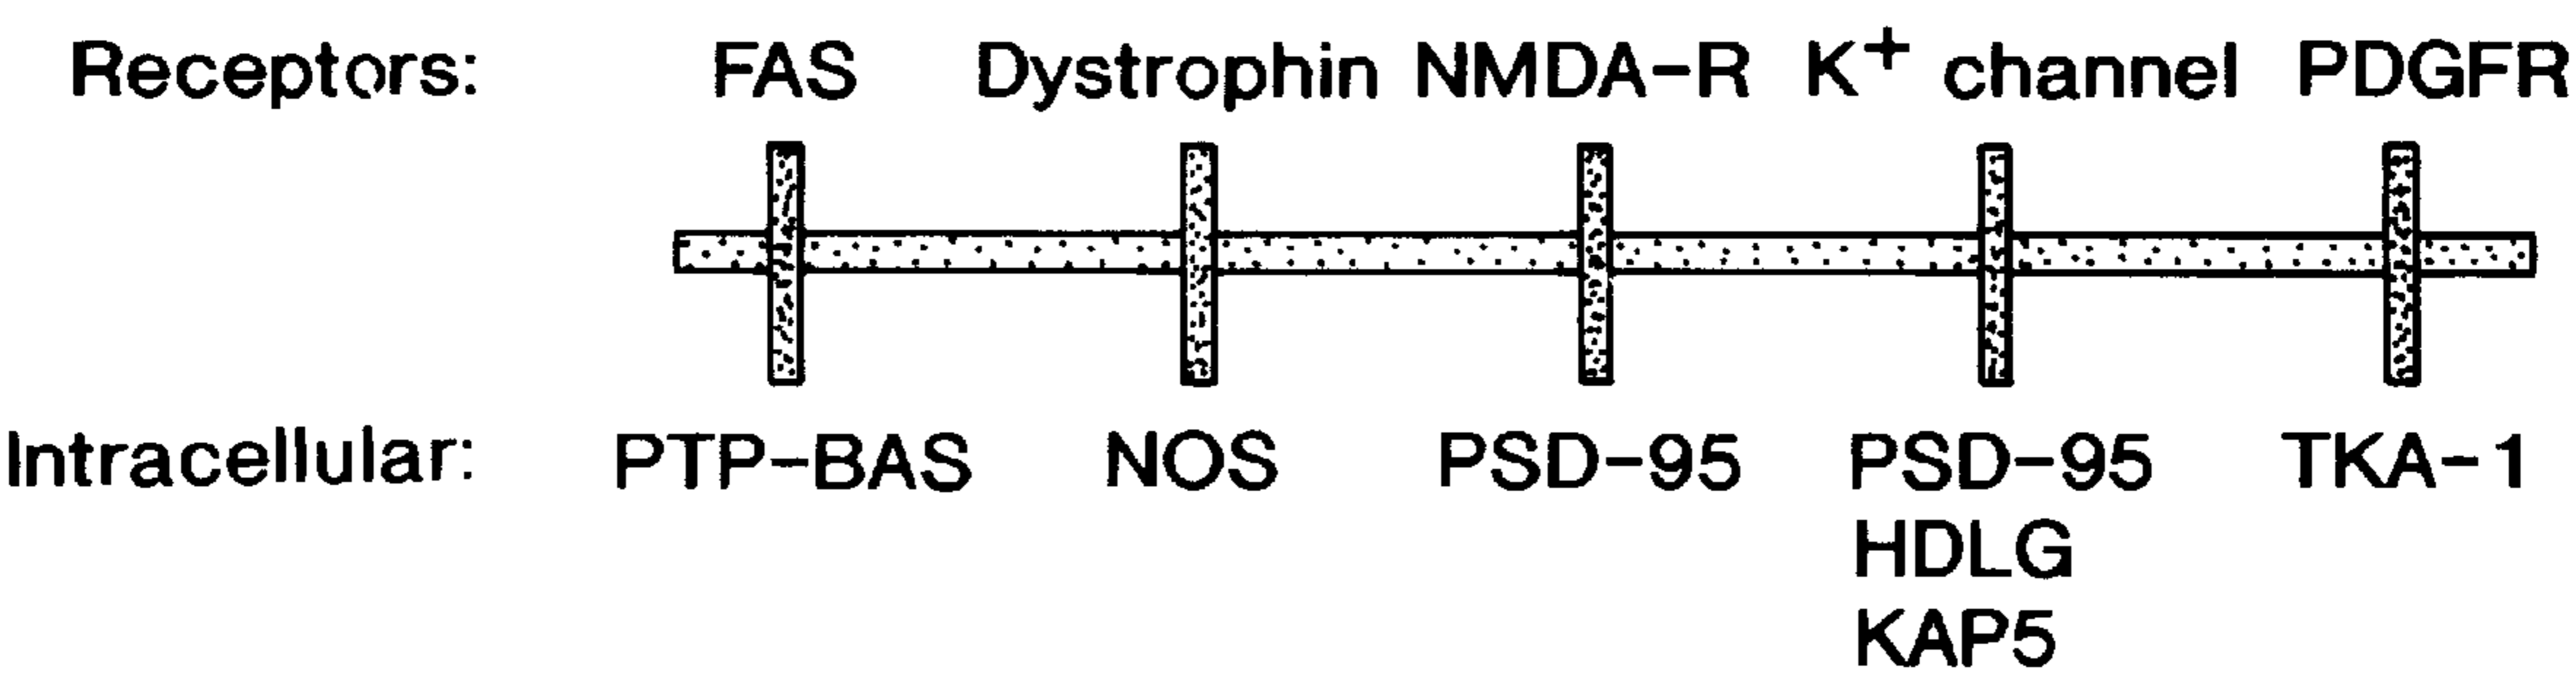 Receptors: FAS Dystrophin NMDA-R K⁺ channel PDGFR
Intracellular: PTP-BAS NOS PSD-95 PSD-95 TKA-1
HDLG
KAP5